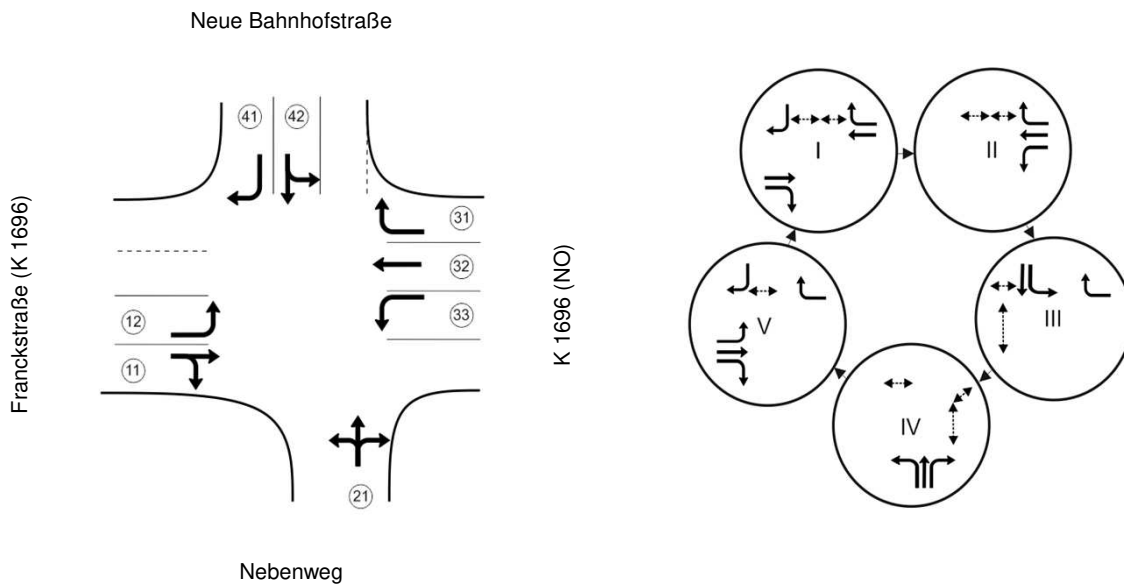 Neue Bahnhofstraße
41
42
Franckstraße (K 1696)
12
11
31
32
33
K 1696 (NO)
21
Nebenweg
I
II
III
IV
V